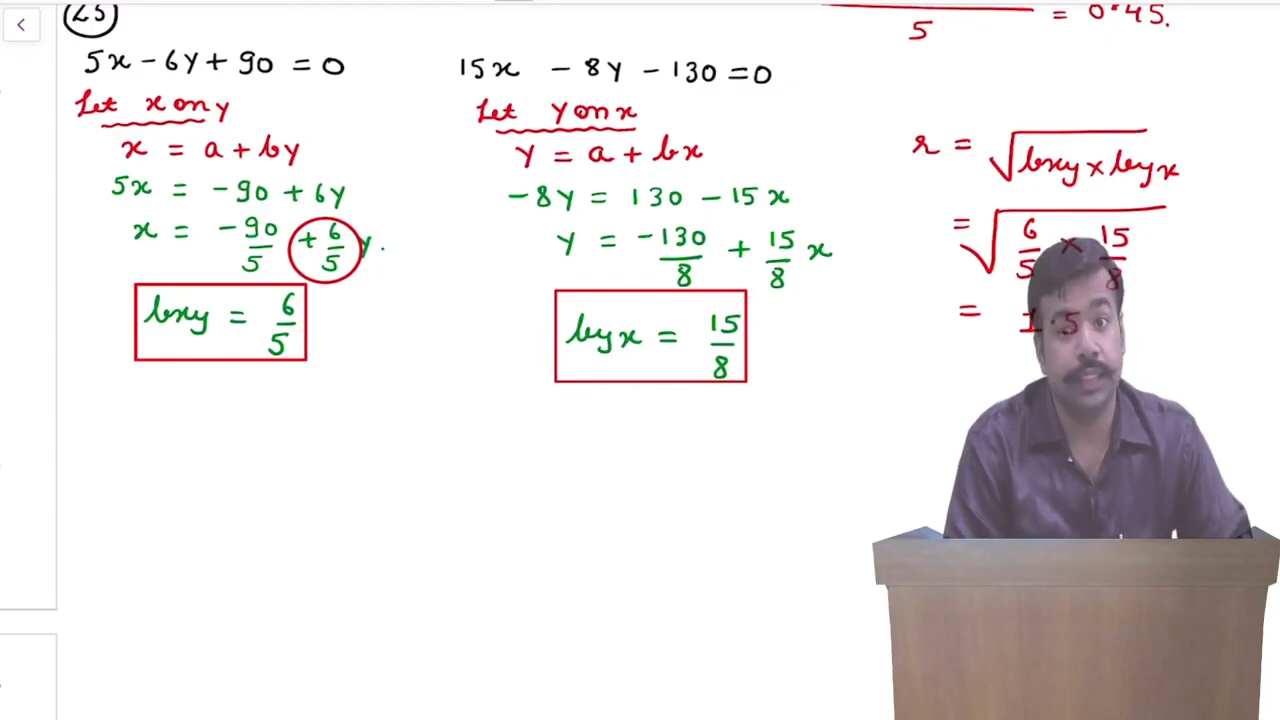 25
5
= 0.45.
5x - 6y + 90 = 0
Let x on y
x = a + by
5x = -90 + 6y
x = -90/5 + 6/5 y.
bxy = 6/5
15x - 8y - 130 = 0
Let y on x
y = a + bx
-8y = 130 - 15x
y = -130/8 + 15/8 x
byx = 15/8
r = √bxy x byx
= √6/5 x 15/8
= 1.5